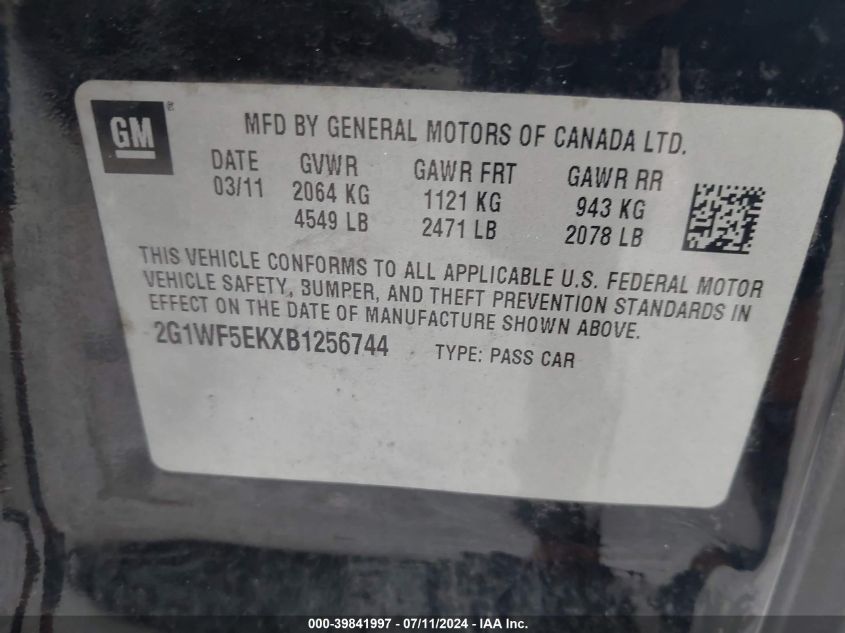 GM
®
MFD BY GENERAL MOTORS OF CANADA LTD.
DATE GVWR GAWR FRT GAWR RR
03/11 2064 KG 1121 KG 943 KG
4549 LB 2471 LB 2078 LB
THIS VEHICLE CONFORMS TO ALL APPLICABLE U.S. FEDERAL MOTOR
VEHICLE SAFETY, BUMPER, AND THEFT PREVENTION STANDARDS IN
EFFECT ON THE DATE OF MANUFACTURE SHOWN ABOVE.
2G1WF5EKXB1256744 TYPE: PASS CAR
000-39841997 / 07/11/2024 - IAA Inc.